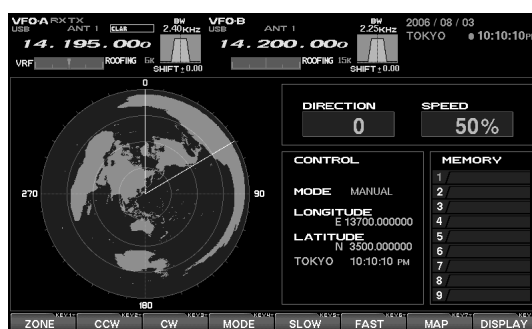 VFO-A RX TX
USB ANT 1 CLAR
14.195.000
VRF ROOFING 6K
BW
2.40KHz
SHIFT±0.00
VFO-B
USB ANT 1
14.200.000
ROOFING 15K
BW
2.25KHz
SHIFT±0.00
2006 / 08 / 03
TOKYO 10:10:10PM
0
270
90
180
DIRECTION
0
SPEED
50%
CONTROL
MODE MANUAL
LONGITUDE
E 13700.000000
LATITUDE
N 3500.000000
TOKYO 10:10:10 PM
MEMORY
1 /
2 /
3 /
4 /
5 /
6 /
7 /
8 /
9 /
ZONE CCW CW MODE SLOW FAST MAP DISPLAY